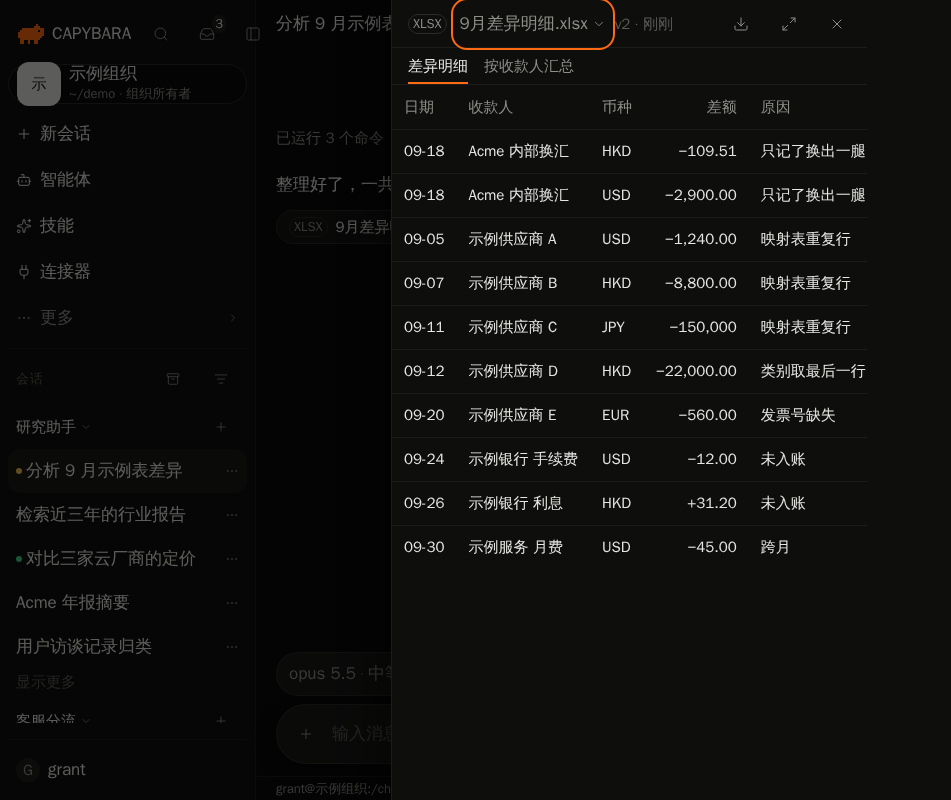 CAPYBARA
3
示
示例组织
~/demo · 组织所有者
新会话
智能体
技能
连接器
更多
会话
研究助手
分析 9 月示例表差异
检索近三年的行业报告
对比三家云厂商的定价
Acme 年报摘要
用户访谈记录归类
显示更多
客服分流
G grant
分析 9 月示例表
已运行 3 个命令
整理好了，一共
XLSX 9月差异
opus 5.5 · 中等
输入消息
grant@示例组织:/ch
XLSX 9月差异明细.xlsx v2 · 刚刚
差异明细 按收款人汇总
日期 收款人 币种 差额 原因
09-18 Acme 内部换汇 HKD −109.51 只记了换出一腿
09-18 Acme 内部换汇 USD −2,900.00 只记了换出一腿
09-05 示例供应商 A USD −1,240.00 映射表重复行
09-07 示例供应商 B HKD −8,800.00 映射表重复行
09-11 示例供应商 C JPY −150,000 映射表重复行
09-12 示例供应商 D HKD −22,000.00 类别取最后一行
09-20 示例供应商 E EUR −560.00 发票号缺失
09-24 示例银行 手续费 USD −12.00 未入账
09-26 示例银行 利息 HKD +31.20 未入账
09-30 示例服务 月费 USD −45.00 跨月